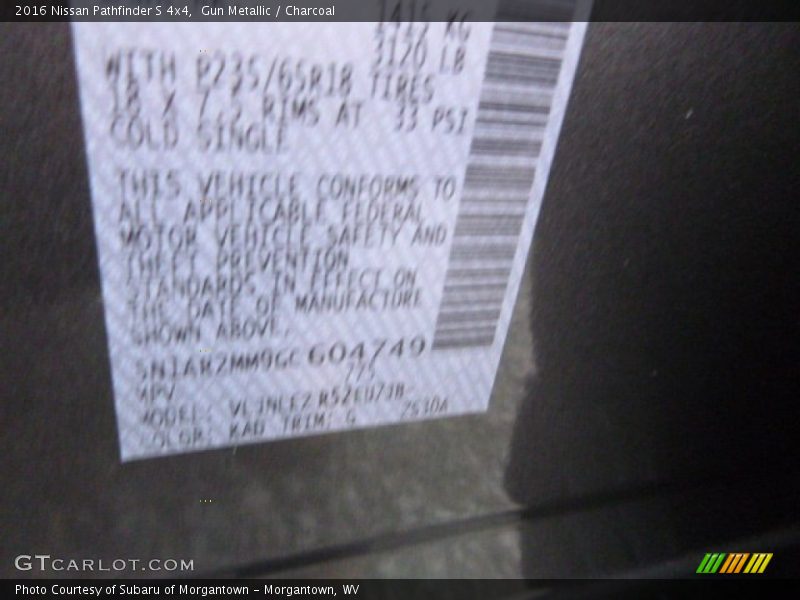 2016 Nissan Pathfinder S 4x4,  Gun Metallic / Charcoal
KG
3120 LB
WITH P235/65R18 TIRES
18 X 7.5 RIMS AT 33 PSI
COLD SINGLE
THIS VEHICLE CONFORMS TO
ALL APPLICABLE FEDERAL
MOTOR VEHICLE SAFETY AND
THEFT PREVENTION
STANDARDS IN EFFECT ON
THE DATE OF MANUFACTURE
SHOWN ABOVE.
5N1AR2MM9GC604749
775
MPV
MODEL:
COLOR: KAD TRIM: G
GTCARLOT.COM
Photo Courtesy of Subaru of Morgantown - Morgantown, WV